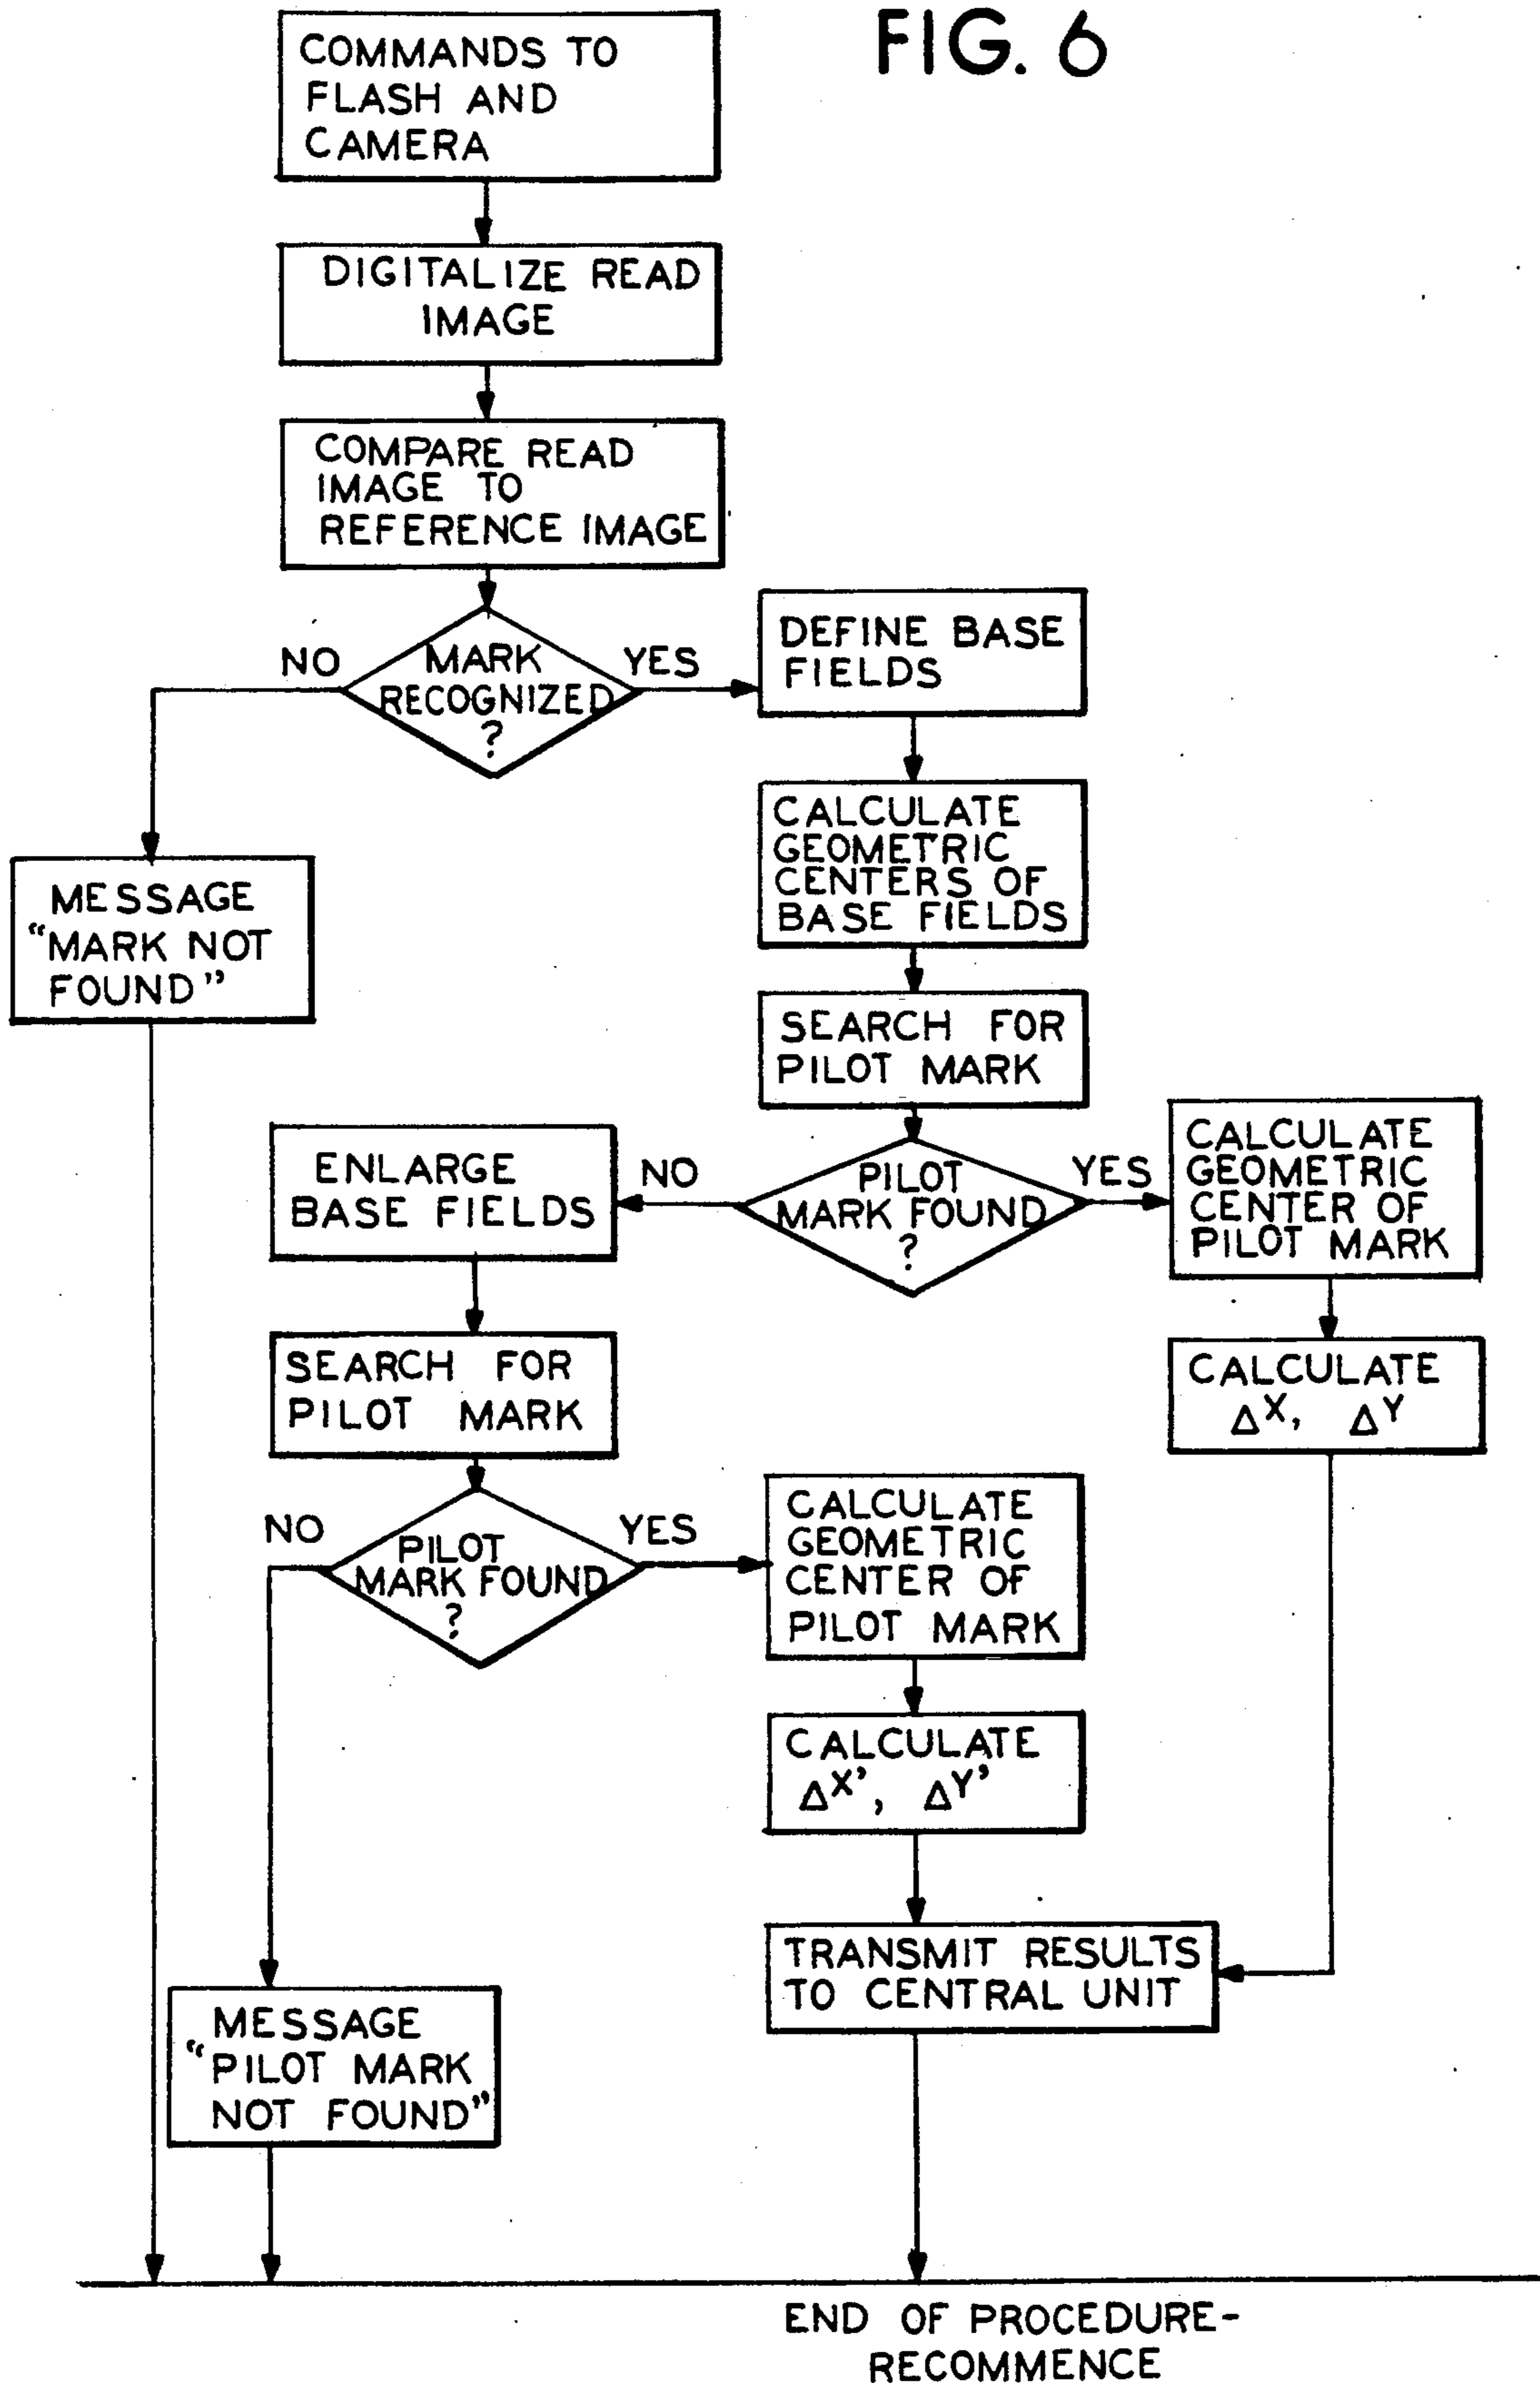 FIG. 6
COMMANDS TO
FLASH AND
CAMERA
DIGITALIZE READ
IMAGE
COMPARE READ
IMAGE TO
REFERENCE IMAGE
NO
MARK
RECOGNIZED
?
YES
DEFINE BASE
FIELDS
CALCULATE
GEOMETRIC
CENTERS OF
BASE FIELDS
MESSAGE
“MARK NOT
FOUND”
SEARCH FOR
PILOT MARK
ENLARGE
BASE FIELDS
NO
PILOT
MARK FOUND
?
YES
CALCULATE
GEOMETRIC
CENTER OF
PILOT MARK
SEARCH FOR
PILOT MARK
CALCULATE
ΔX, ΔY
NO
PILOT
MARK FOUND
?
YES
CALCULATE
GEOMETRIC
CENTER OF
PILOT MARK
CALCULATE
ΔX’, ΔY’
TRANSMIT RESULTS
TO CENTRAL UNIT
MESSAGE
“PILOT MARK
NOT FOUND”
END OF PROCEDURE-
RECOMMENCE